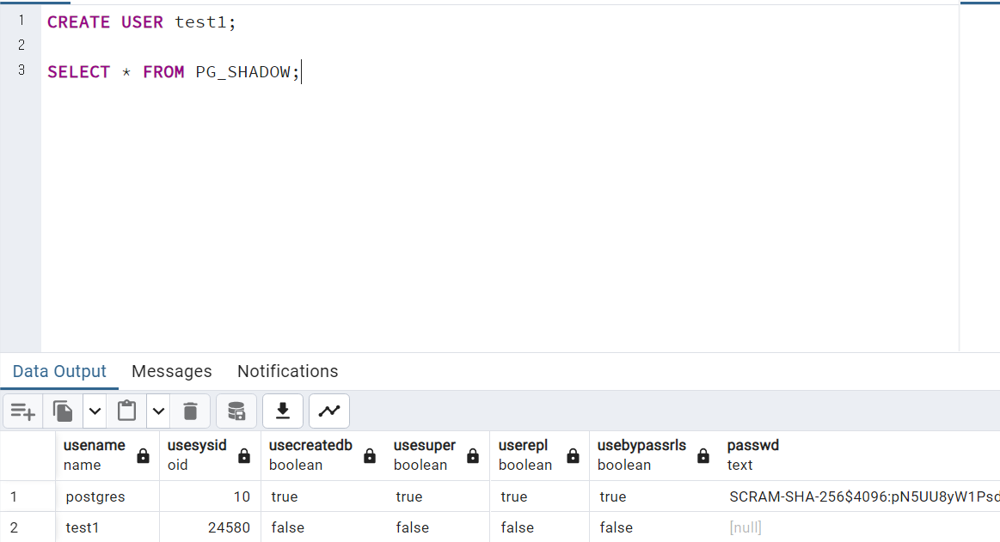 1 CREATE USER test1;
2
3 SELECT * FROM PG_SHADOW;
Data Output Messages Notifications
usename usesysid usecreatedb usesuper userepl usebypassrls passwd
name oid boolean boolean boolean boolean text
1 postgres 10 true true true true SCRAM-SHA-256$4096:pN5UU8yW1Psd
2 test1 24580 false false false false [null]